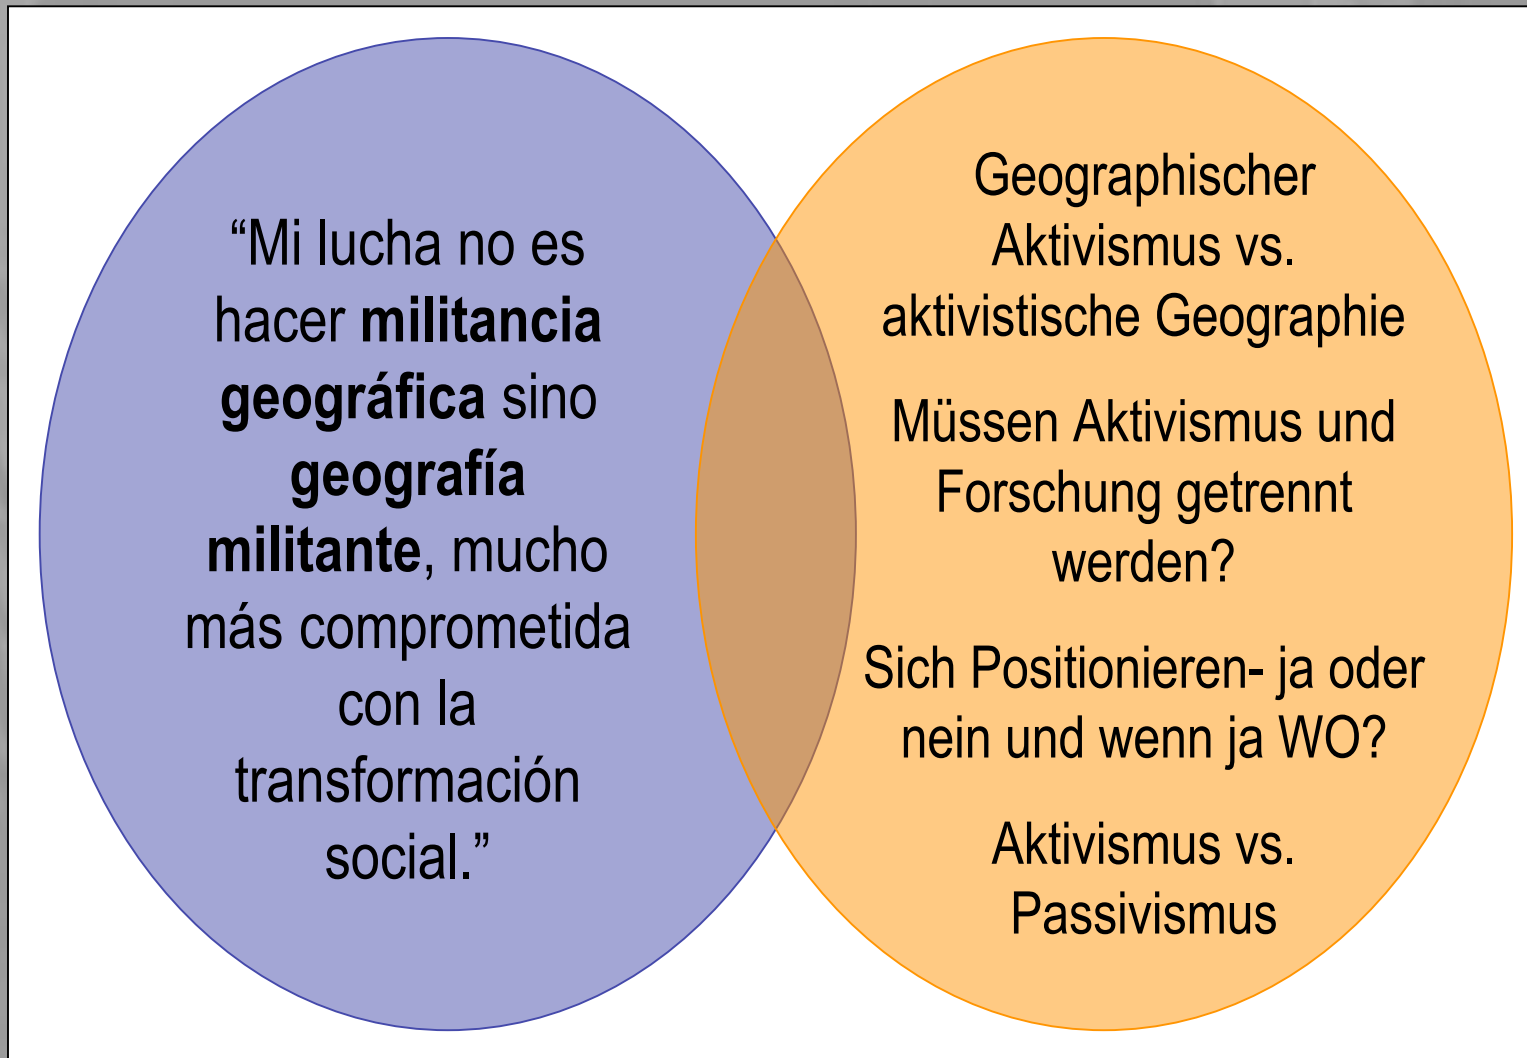 “Mi lucha no es
hacer militancia
geográfica sino
geografía
militante, mucho
más comprometida
con la
transformación
social.”
Geographischer
Aktivismus vs.
aktivistische Geographie
Müssen Aktivismus und
Forschung getrennt
werden?
Sich Positionieren- ja oder
nein und wenn ja WO?
Aktivismus vs.
Passivismus